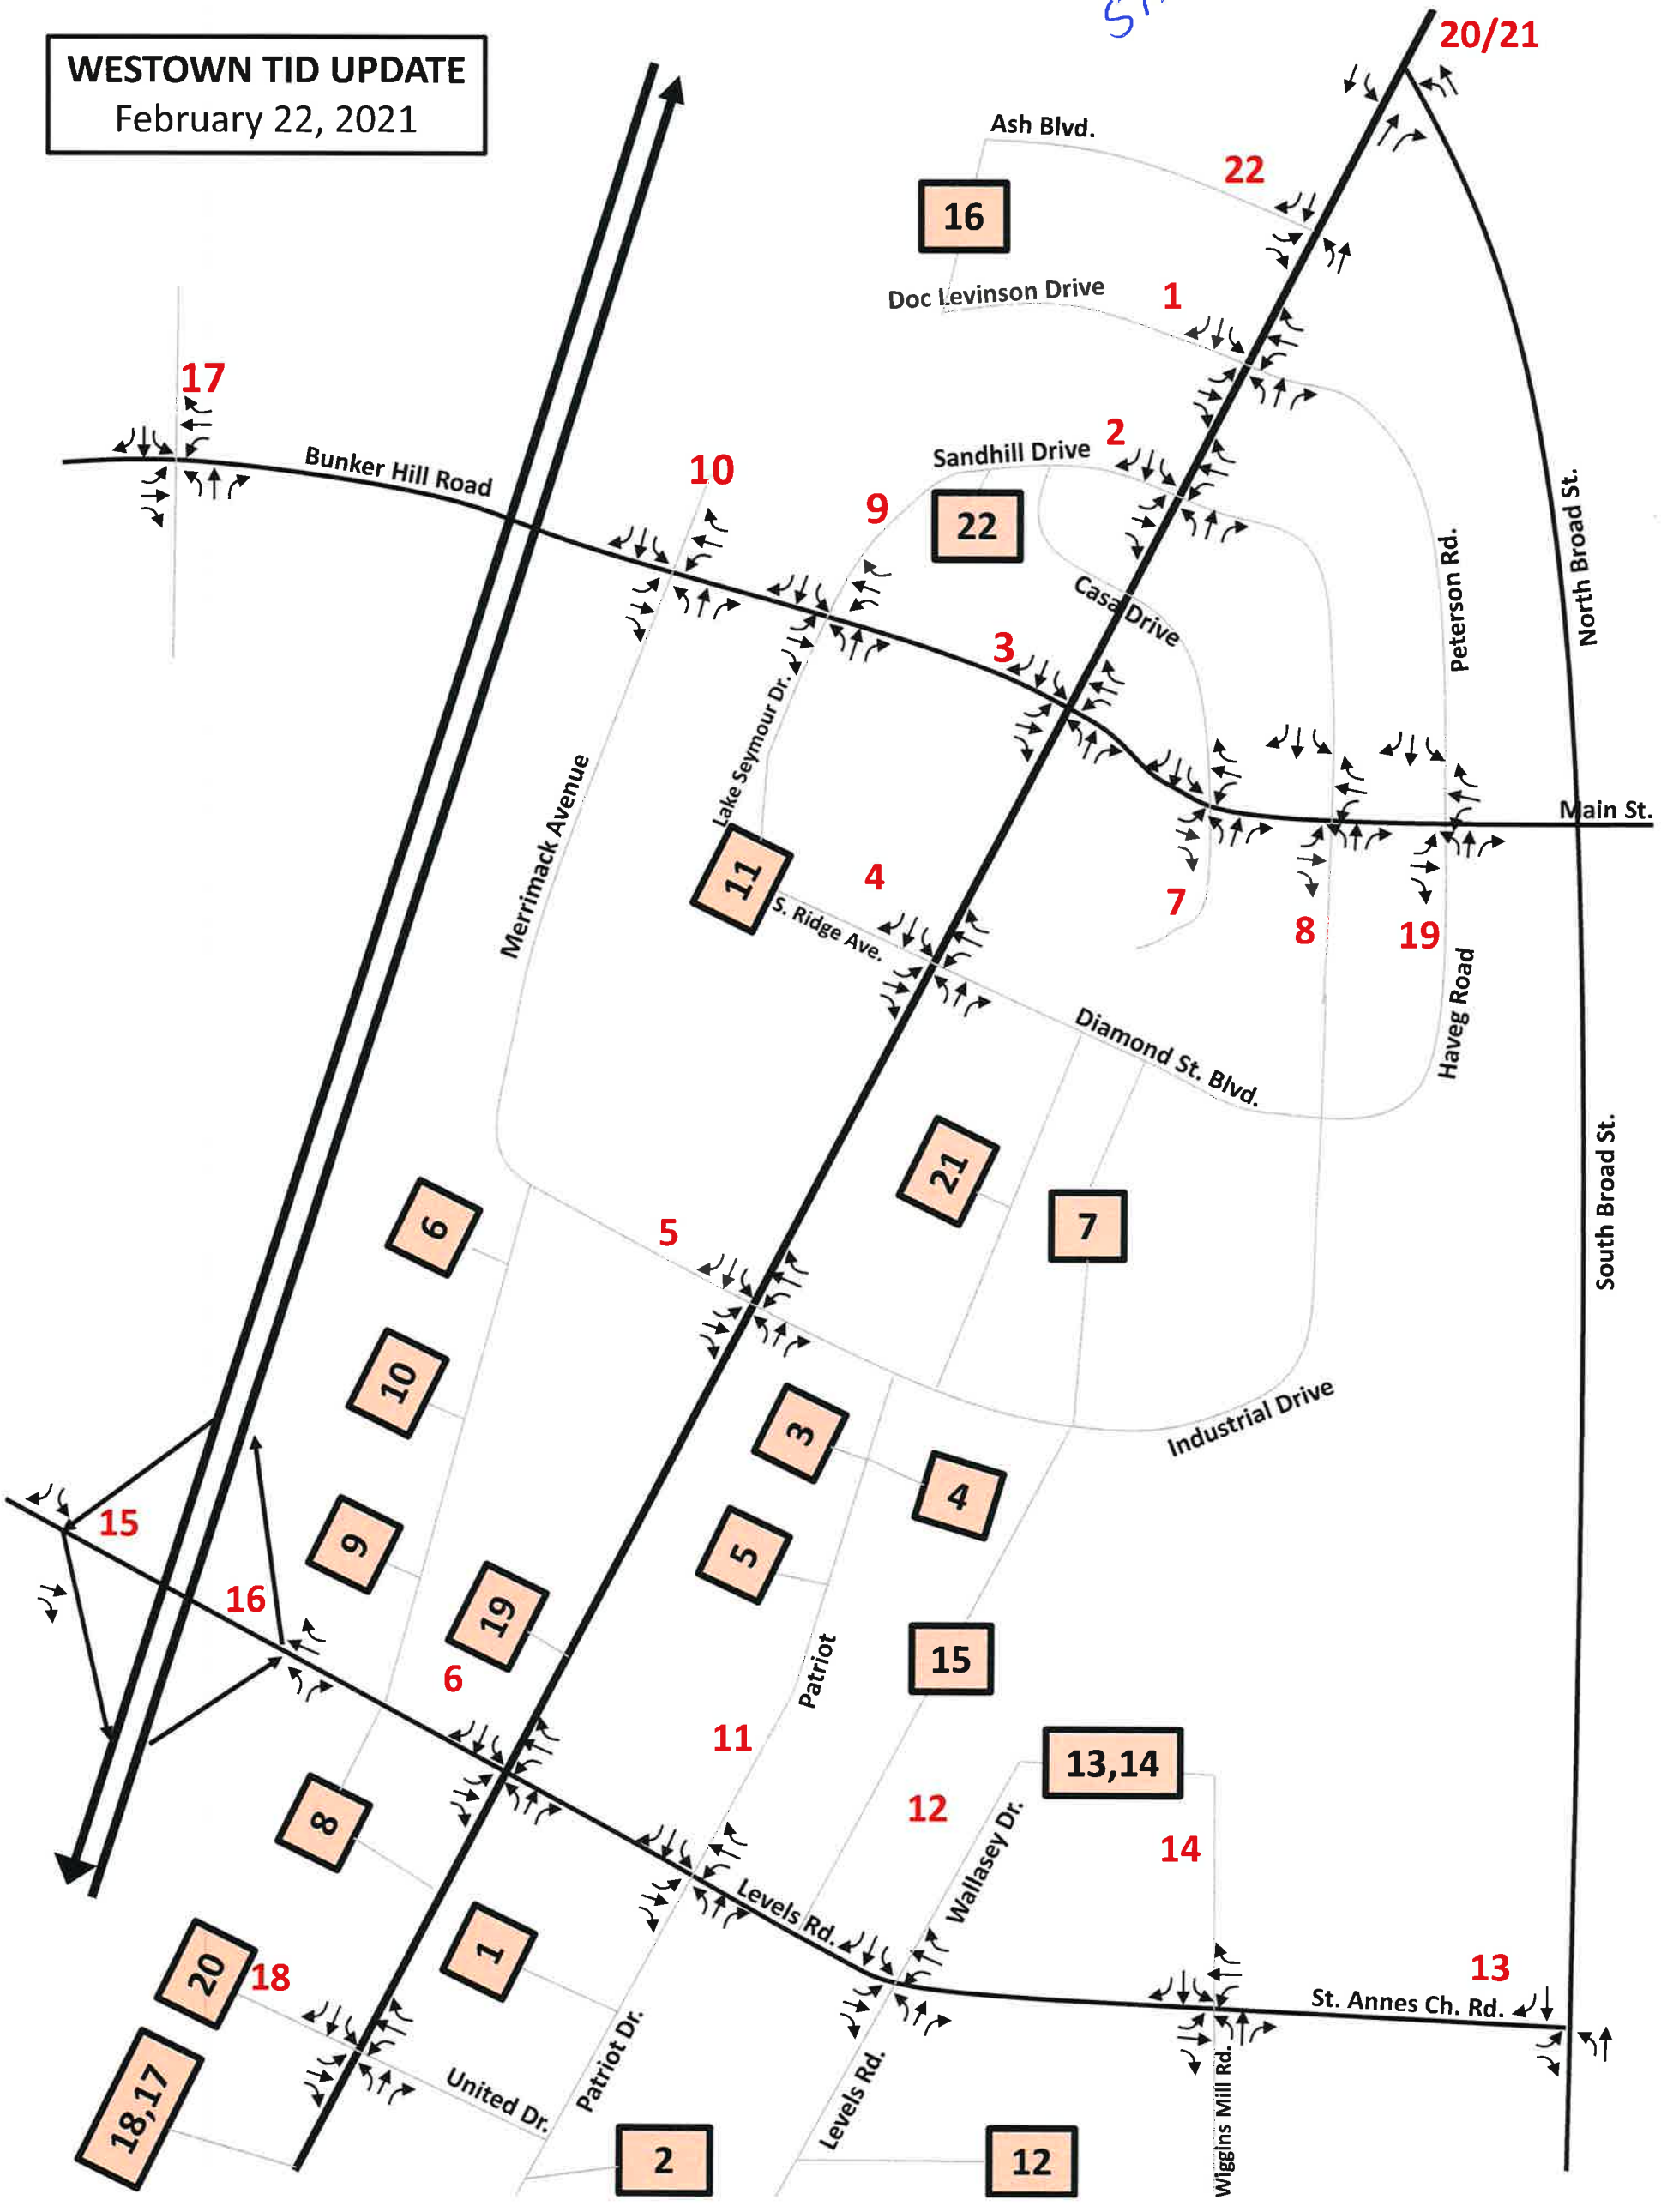 WESTOWN TID UPDATE
February 22, 2021
20/21
Ash Blvd.
22
16
Doc Levinson Drive
1
17
Bunker Hill Road
10
Sandhill Drive
2
9
22
Casa Drive
Peterson Rd.
North Broad St.
3
Lake Seymour Dr.
Merrimack Avenue
Main St.
11
4
S. Ridge Ave.
7
8
19
Haveg Road
Diamond St. Blvd.
21
7
South Broad St.
6
5
10
3
4
Industrial Drive
15
9
5
16
19
6
15
Patriot
11
13,14
12
Wallasey Dr.
14
8
Levels Rd.
1
20
18
13
St. Annes Ch. Rd.
18,17
United Dr.
Patriot Dr.
Levels Rd.
Wiggins Mill Rd.
2
12